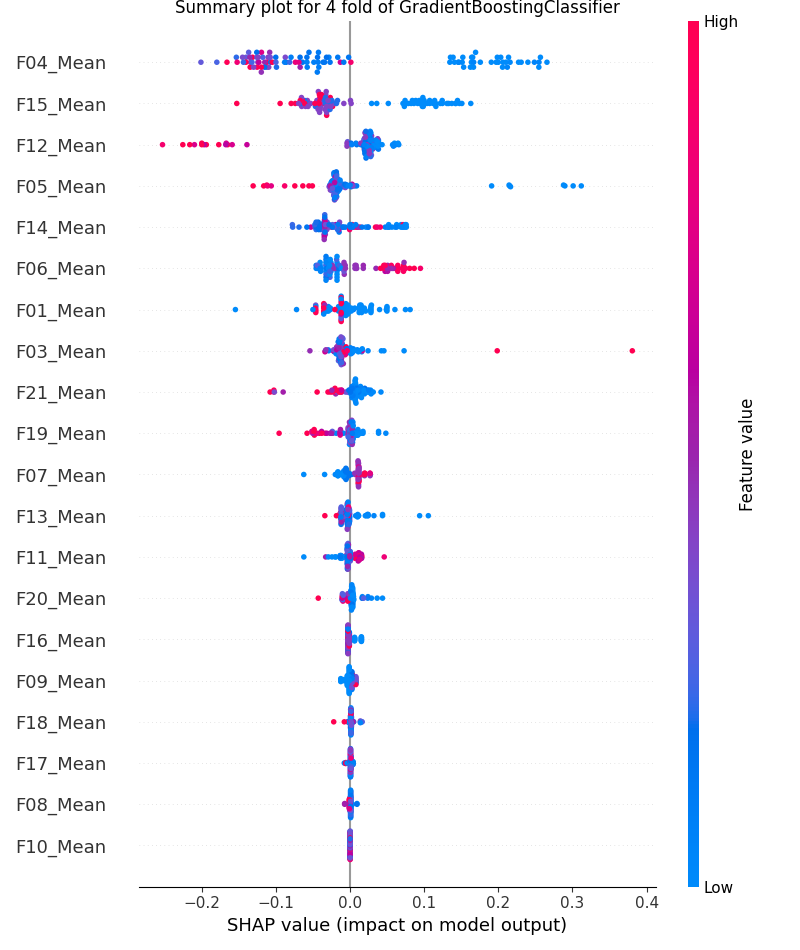 Summary plot for 4 fold of GradientBoostingClassifier
High
F04_Mean
F15_Mean
F12_Mean
F05_Mean
F14_Mean
F06_Mean
F01_Mean
F03_Mean
F21_Mean
F19_Mean
F07_Mean
F13_Mean
F11_Mean
F20_Mean
F16_Mean
F09_Mean
F18_Mean
F17_Mean
F08_Mean
F10_Mean
Feature value
Low
−0.2 −0.1 0.0 0.1 0.2 0.3 0.4
SHAP value (impact on model output)